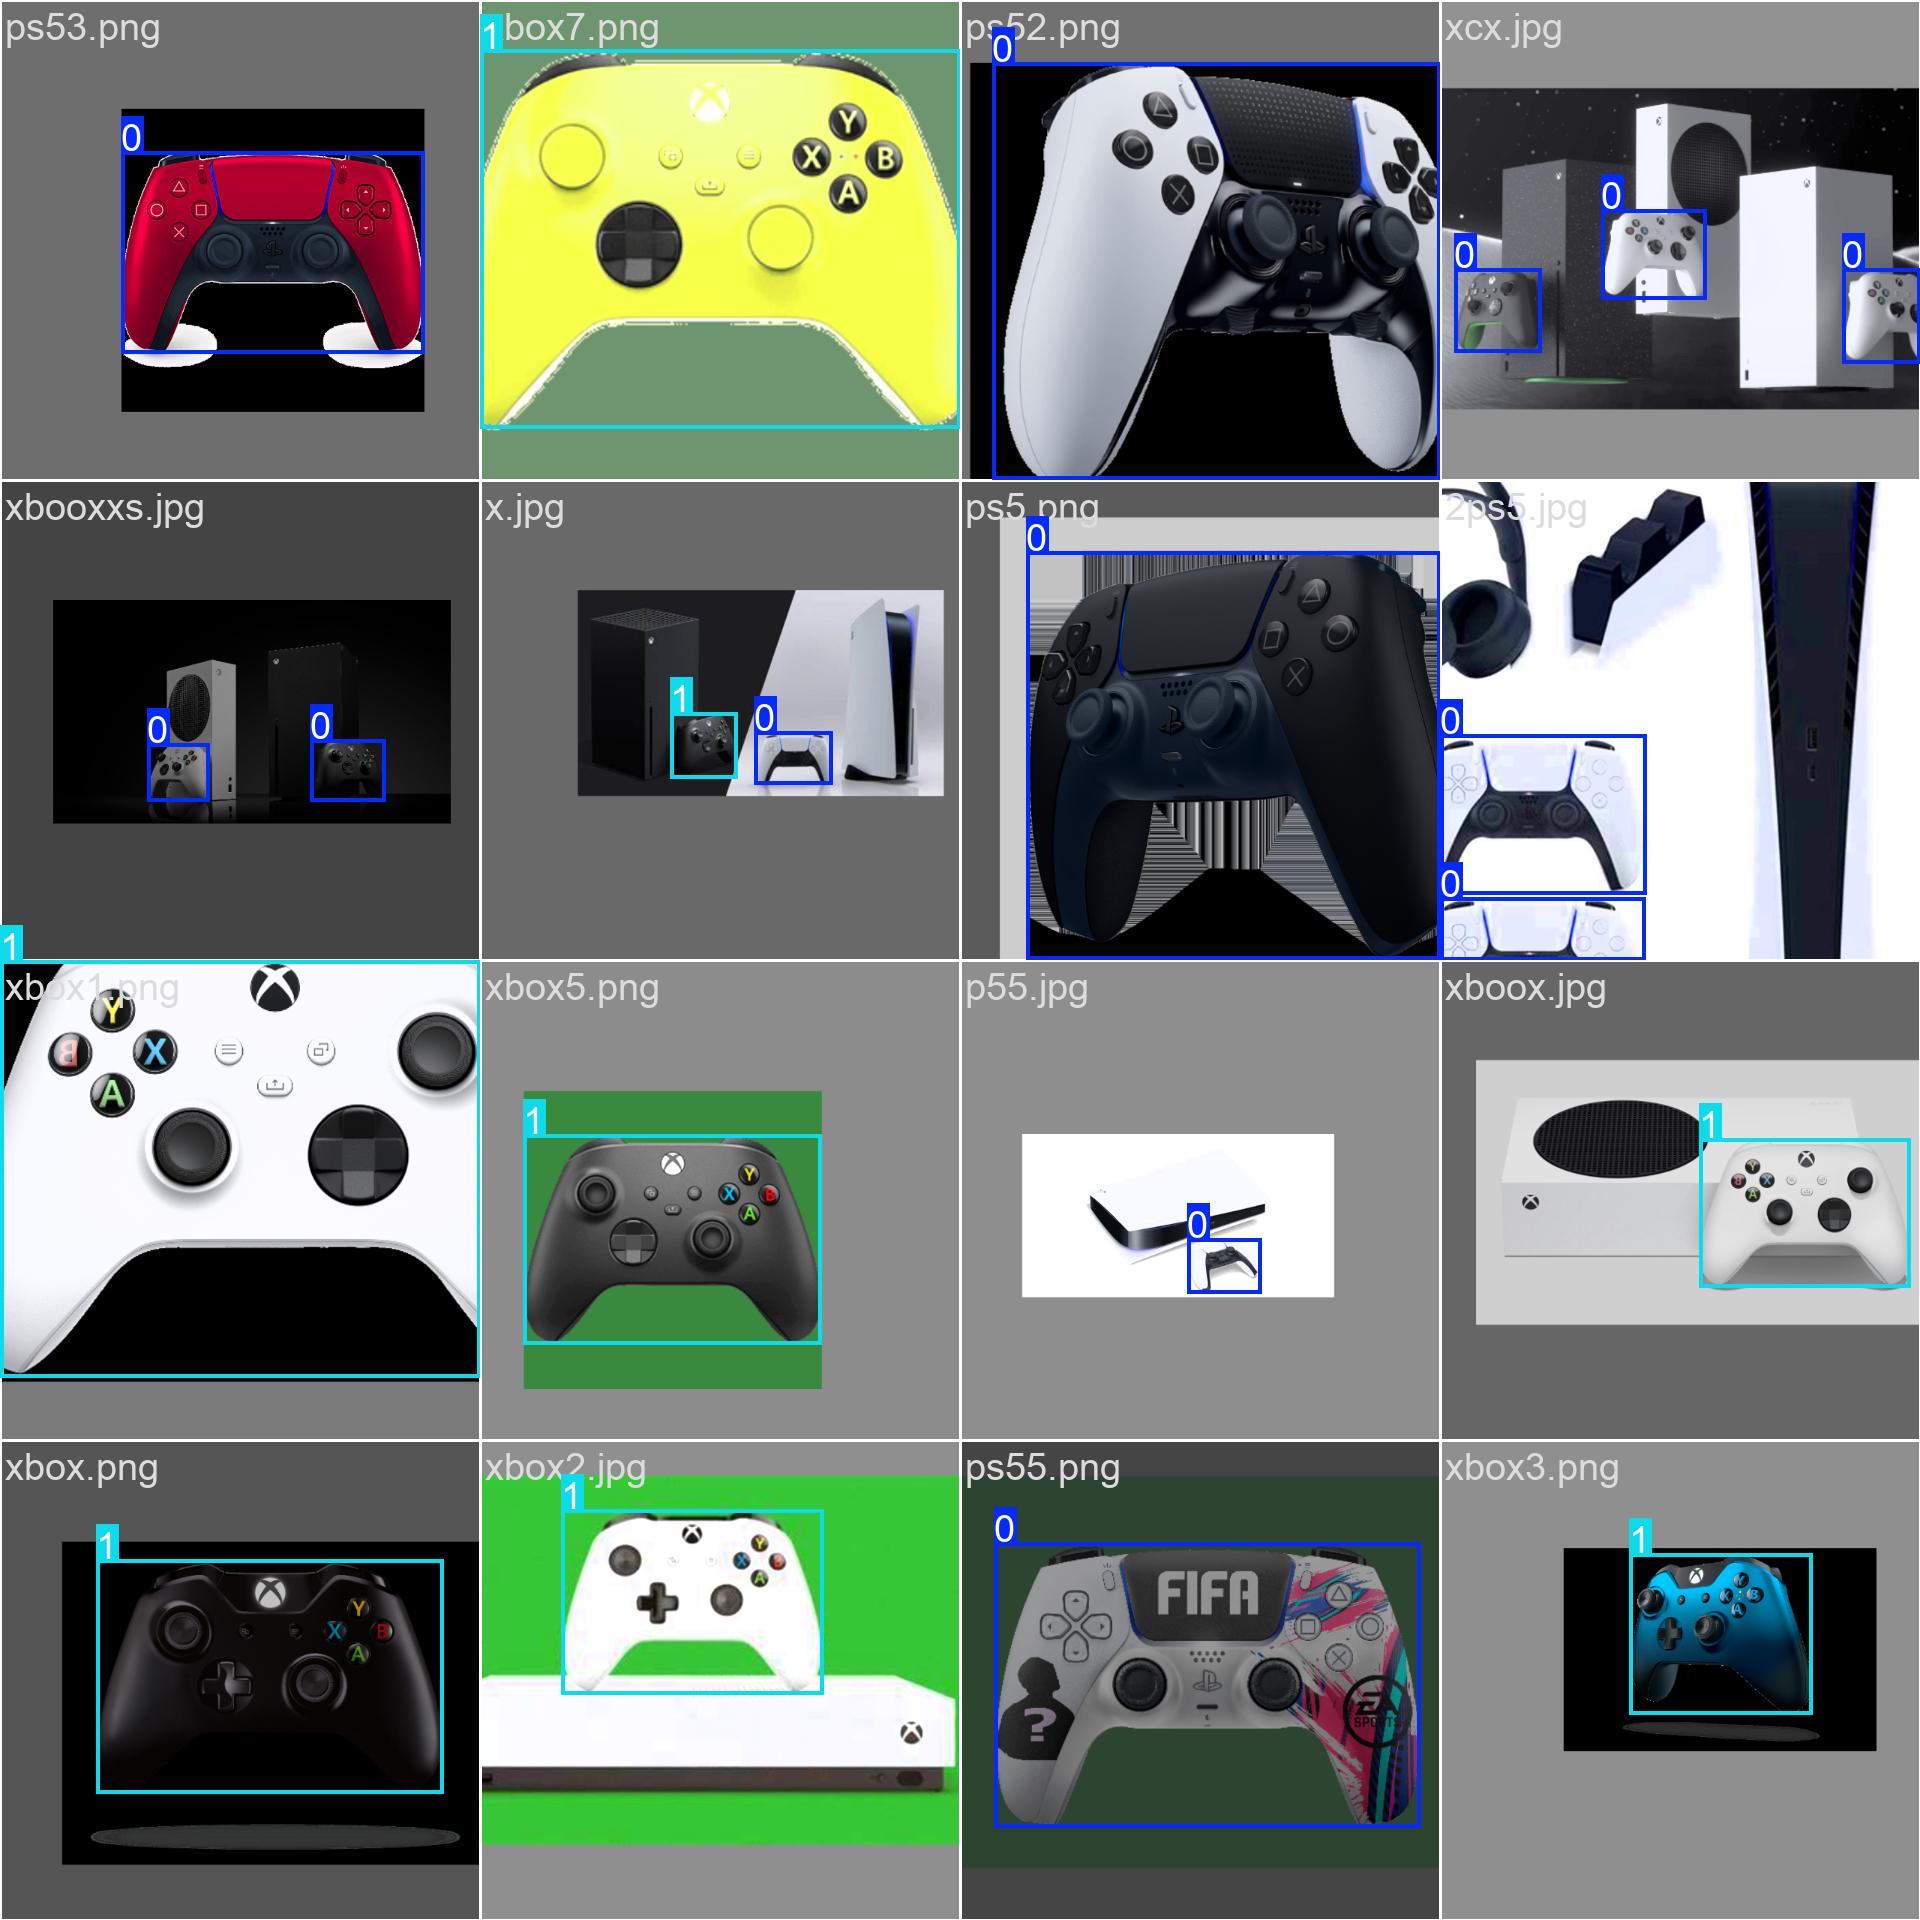 ps53.png
0
1
box7.png
Y
X
B
A
ps52.png
0
xcx.jpg
0
0
0
xbooxxs.jpg
0
0
x.jpg
1
0
ps5.png
0
2ps5.jpg
0
0
1
xbox1.png
Y
B
X
A
xbox5.png
1
Y
X
B
A
p55.jpg
0
xboox.jpg
1
Y
B
X
A
xbox.png
1
Y
X
B
A
xbox2.jpg
1
Y
X
B
A
ps55.png
0
FIFA
?
EA
SPORTS
xbox3.png
1
Y
X
B
A